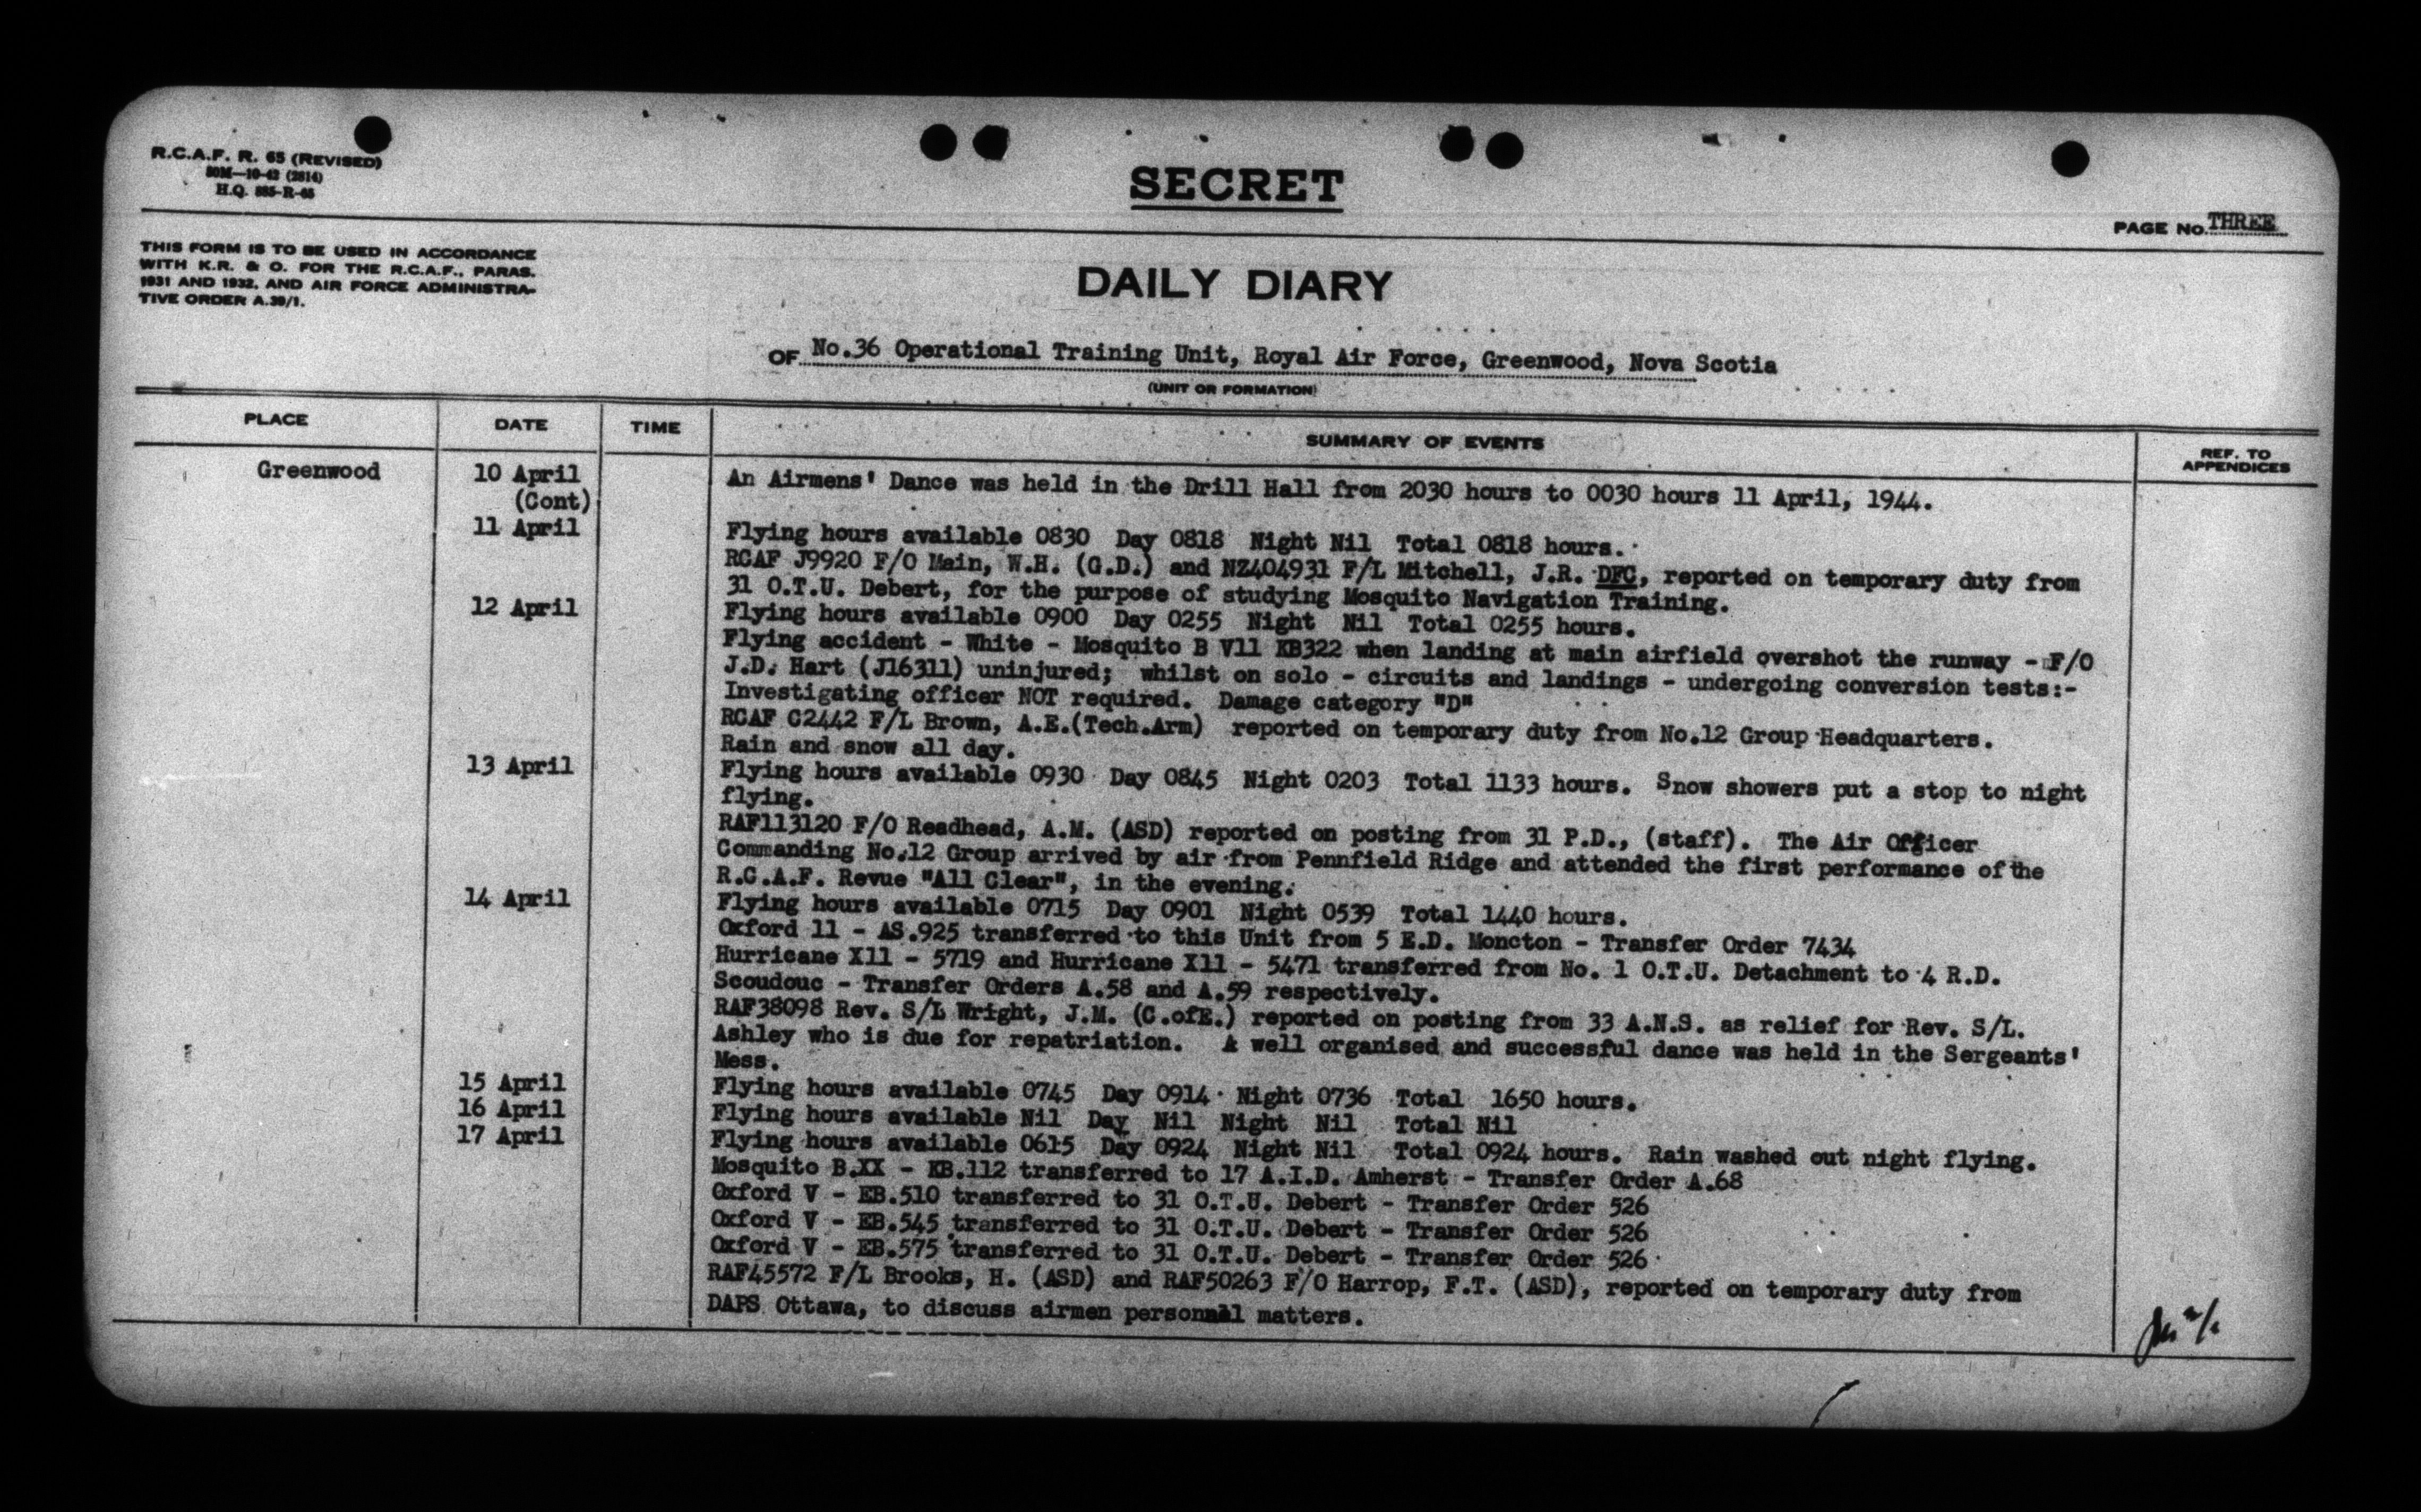 R.C.A.F. R. 65 (REVISED)
50M—10-42 (2614)
H.Q. 885-R-65
SECRET
PAGE No. THREE
THIS FORM IS TO BE USED IN ACCORDANCE
WITH K.R. & O. FOR THE R.C.A.F., PARAS.
1931 AND 1932, AND AIR FORCE ADMINISTRA-
TIVE ORDER A.39/1.
DAILY DIARY
OF No.36 Operational Training Unit, Royal Air Force, Greenwood, Nova Scotia
(UNIT OR FORMATION)
PLACE DATE TIME SUMMARY OF EVENTS REF. TO APPENDICES
Greenwood 10 April An Airmens' Dance was held in the Drill Hall from 2030 hours to 0030 hours 11 April, 1944.
(Cont)
11 April Flying hours available 0830 Day 0818 Night Nil Total 0818 hours.
RCAF J9920 F/O Main, W.H. (G.D.) and NZ404931 F/L Mitchell, J.R. DFC, reported on temporary duty from
31 O.T.U. Debert, for the purpose of studying Mosquito Navigation Training.
12 April Flying hours available 0900 Day 0255 Night Nil Total 0255 hours.
Flying accident - White - Mosquito B V11 KB322 when landing at main airfield overshot the runway - F/O
J.D. Hart (J16311) uninjured; whilst on solo - circuits and landings - undergoing conversion tests:-
Investigating officer NOT required. Damage category "D"
RCAF C2442 F/L Brown, A.E.(Tech.Arm) reported on temporary duty from No.12 Group Headquarters.
Rain and snow all day.
13 April Flying hours available 0930 Day 0845 Night 0203 Total 1133 hours. Snow showers put a stop to night
flying.
RAF113120 F/O Readhead, A.M. (ASD) reported on posting from 31 P.D., (staff). The Air Officer
Commanding No.12 Group arrived by air from Pennfield Ridge and attended the first performance of the
R.C.A.F. Revue "All Clear", in the evening.
14 April Flying hours available 0715 Day 0901 Night 0539 Total 1440 hours.
Oxford 11 - AS.925 transferred to this Unit from 5 E.D. Moncton - Transfer Order 7434
Hurricane X11 - 5719 and Hurricane X11 - 5471 transferred from No. 1 O.T.U. Detachment to 4 R.D.
Scoudouc - Transfer Orders A.58 and A.59 respectively.
RAF38098 Rev. S/L Wright, J.M. (C.ofE.) reported on posting from 33 A.N.S. as relief for Rev. S/L.
Ashley who is due for repatriation. A well organised and successful dance was held in the Sergeants'
Mess.
15 April Flying hours available 0745 Day 0914 Night 0736 Total 1650 hours.
16 April Flying hours available Nil Day Nil Night Nil Total Nil
17 April Flying hours available 0615 Day 0924 Night Nil Total 0924 hours. Rain washed out night flying.
Mosquito B.XX - KB.112 transferred to 17 A.I.D. Amherst - Transfer Order A.68
Oxford V - EB.510 transferred to 31 O.T.U. Debert - Transfer Order 526
Oxford V - EB.545 transferred to 31 O.T.U. Debert - Transfer Order 526
Oxford V - EB.575 transferred to 31 O.T.U. Debert - Transfer Order 526
RAF45572 F/L Brooks, H. (ASD) and RAF50263 F/O Harrop, F.T. (ASD), reported on temporary duty from
DAPS Ottawa, to discuss airmen personnel matters.